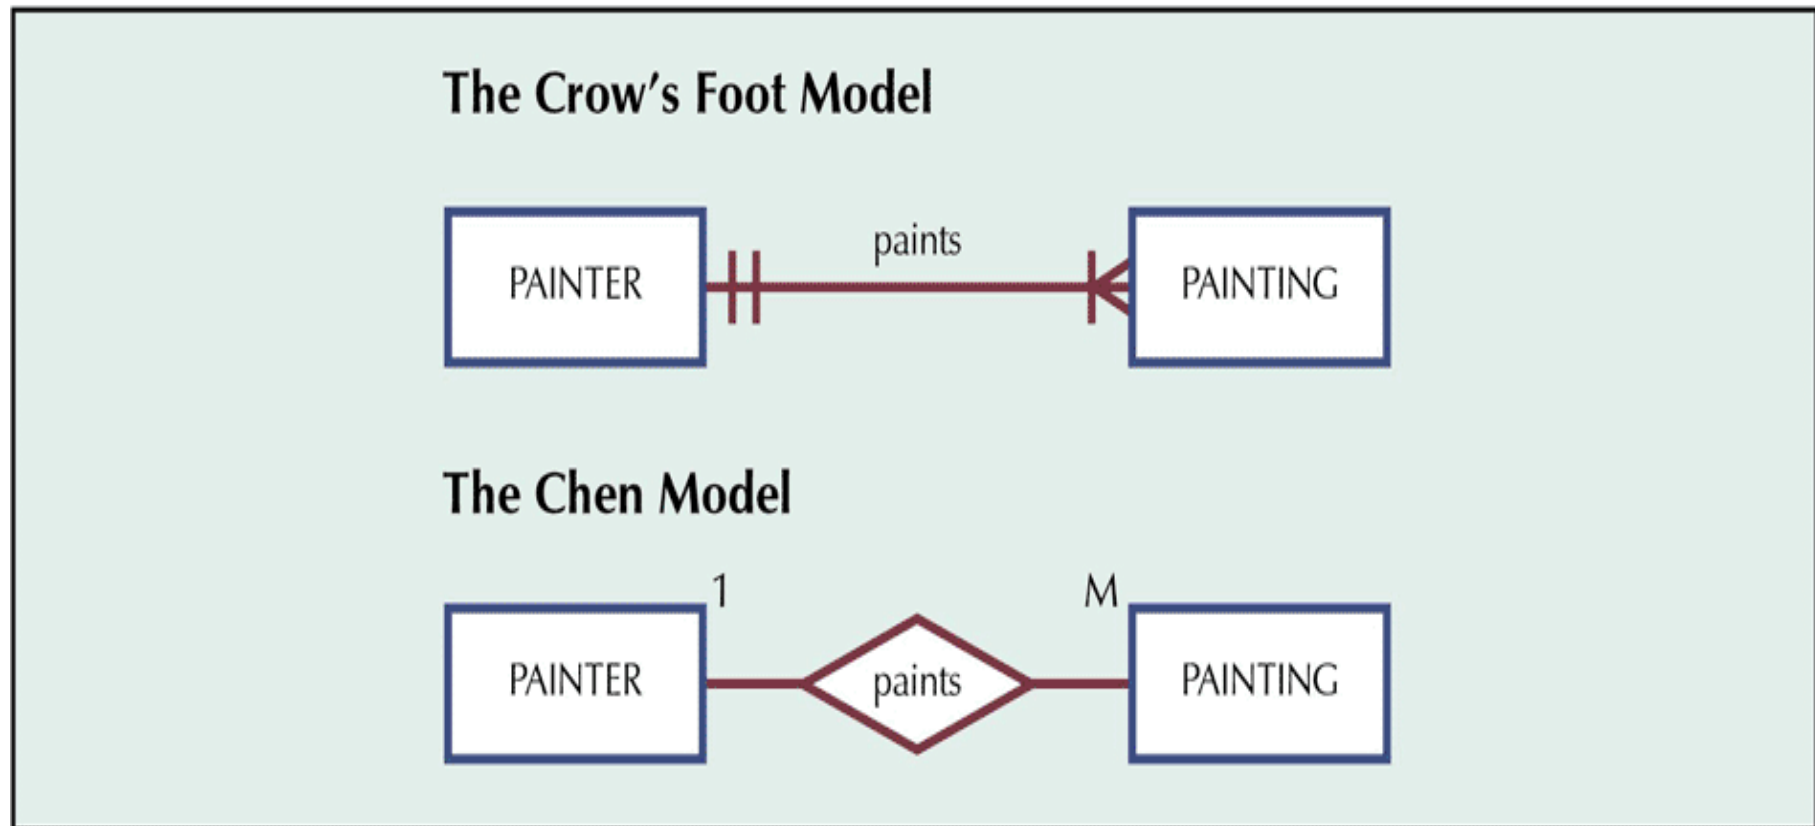 The Crow's Foot Model
PAINTER
paints
PAINTING
The Chen Model
1
M
PAINTER
paints
PAINTING